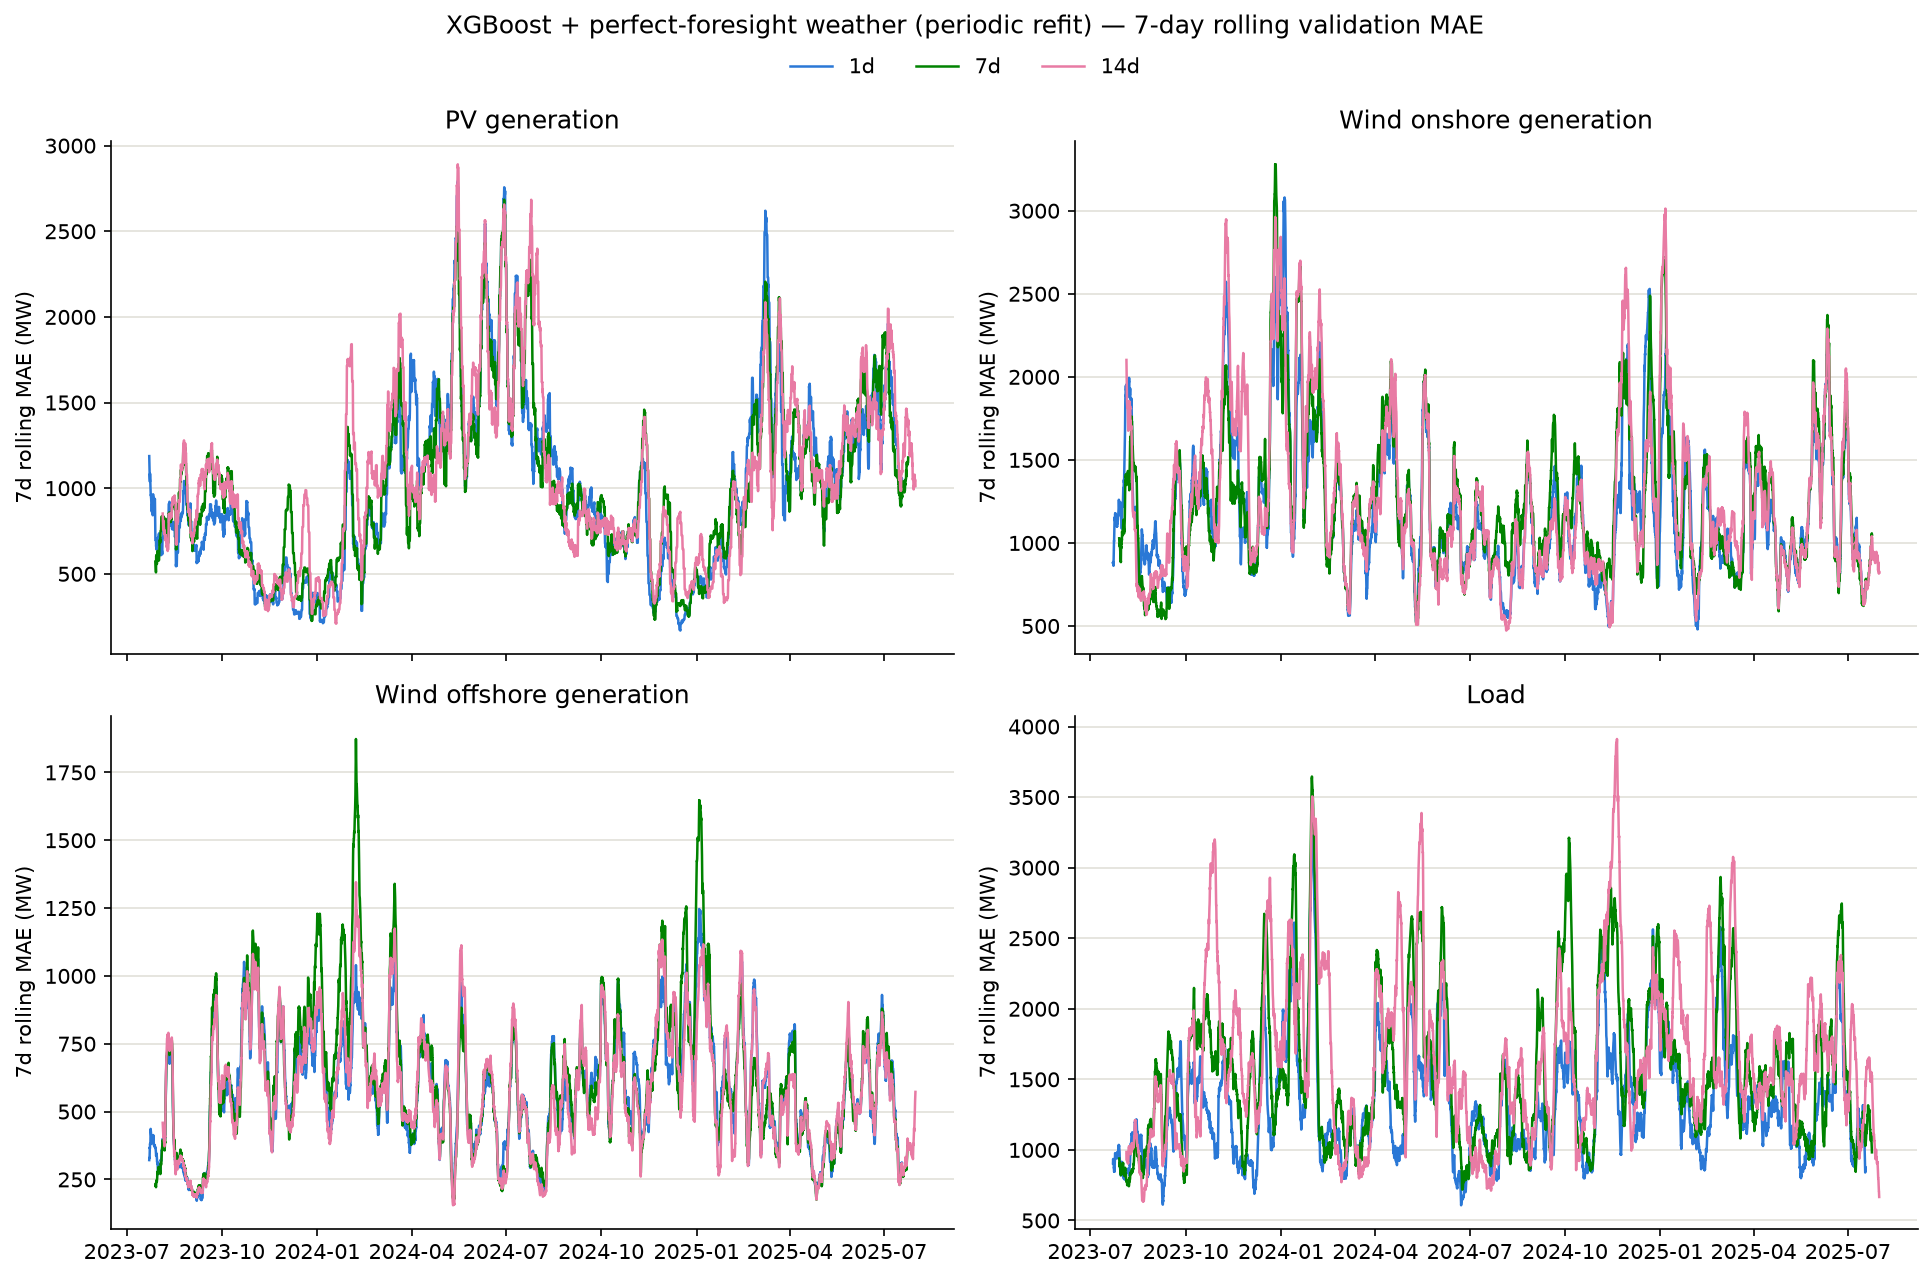 XGBoost + perfect-foresight weather (periodic refit) — 7-day rolling validation MAE
1d 7d 14d
PV generation
7d rolling MAE (MW)
3000
2500
2000
1500
1000
500
Wind onshore generation
7d rolling MAE (MW)
3000
2500
2000
1500
1000
500
Wind offshore generation
7d rolling MAE (MW)
1750
1500
1250
1000
750
500
250
2023-07 2023-10 2024-01 2024-04 2024-07 2024-10 2025-01 2025-04 2025-07
Load
7d rolling MAE (MW)
4000
3500
3000
2500
2000
1500
1000
500
2023-07 2023-10 2024-01 2024-04 2024-07 2024-10 2025-01 2025-04 2025-07